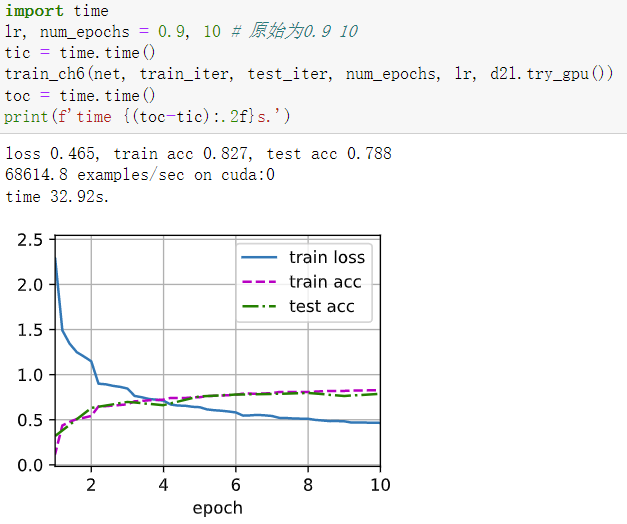 import time
lr, num_epochs = 0.9, 10 # 原始为0.9 10
tic = time.time()
train_ch6(net, train_iter, test_iter, num_epochs, lr, d2l.try_gpu())
toc = time.time()
print(f'time {(toc-tic):.2f}s.')
loss 0.465, train acc 0.827, test acc 0.788
68614.8 examples/sec on cuda:0
time 32.92s.
2.5
2.0
1.5
1.0
0.5
0.0
train loss
train acc
test acc
2 4 6 8 10
epoch